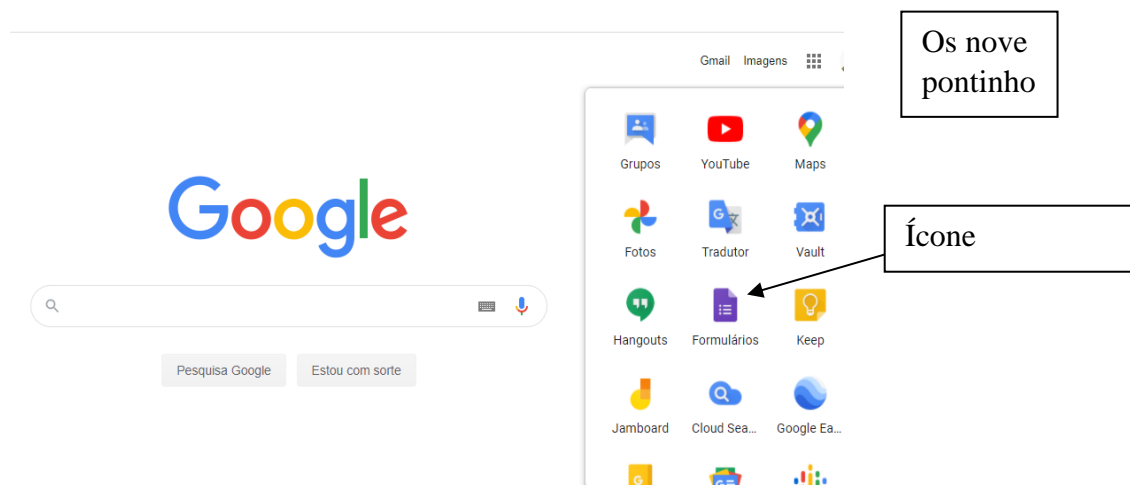 Os nove
pontinho
Gmail Imagens
Grupos YouTube Maps
Google
Fotos Tradutor Vault
Ícone
Hangouts Formulários Keep
Pesquisa Google Estou com sorte
Jamboard Cloud Sea... Google Ea...